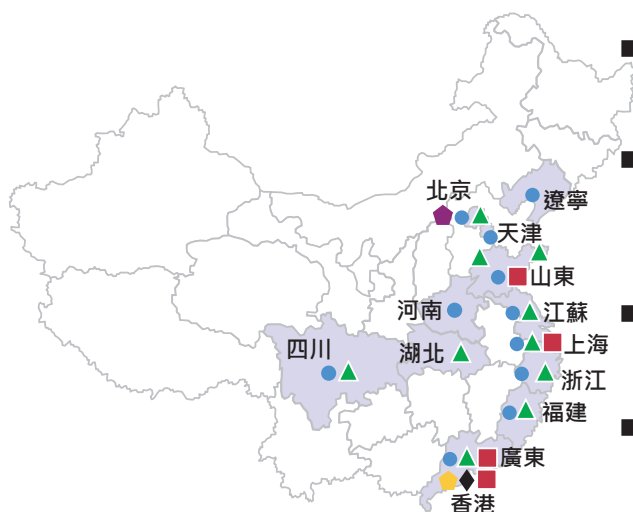 北京
遼寧
天津
山東
河南
江蘇
四川
湖北
上海
浙江
福建
廣東
香港